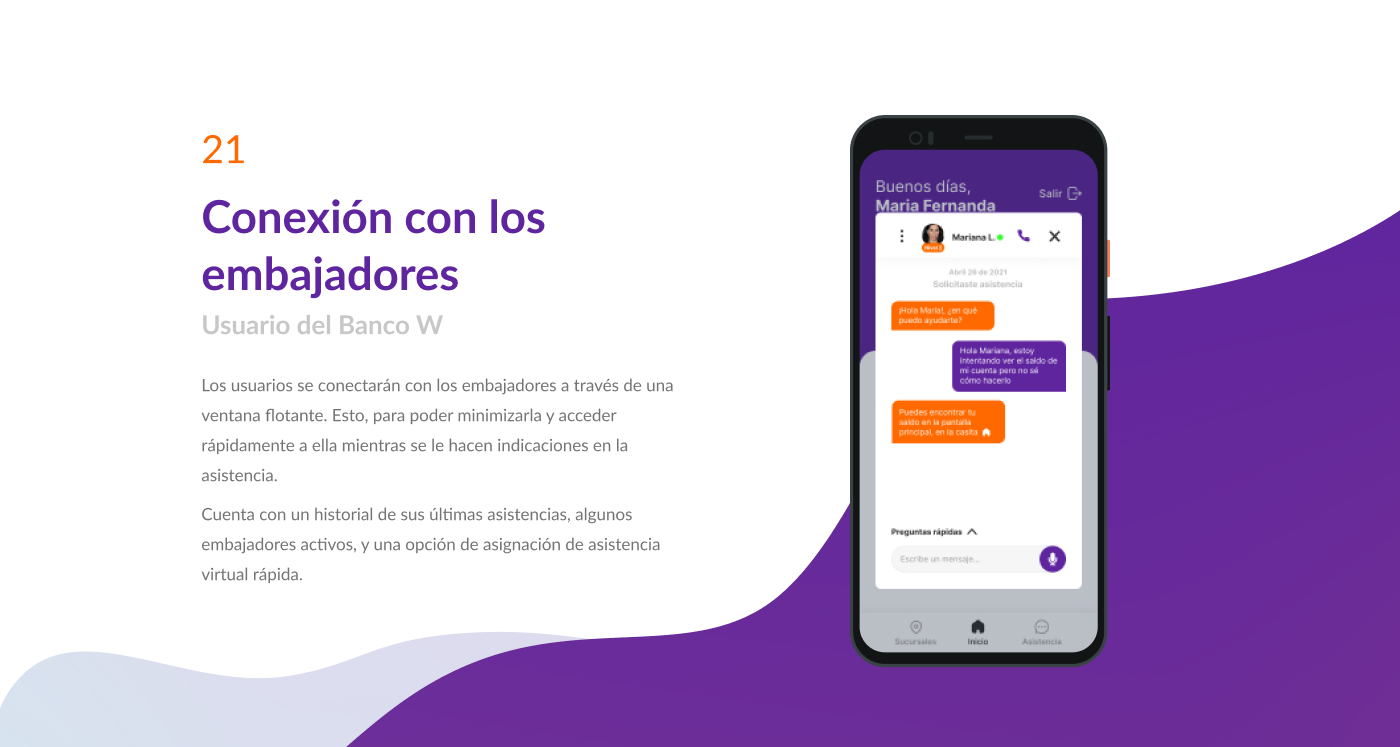 21
Conexión con los
embajadores
Usuario del Banco W
Los usuarios se conectarán con los embajadores a través de una
ventana flotante. Esto, para poder minimizarla y acceder
rápidamente a ella mientras se le hacen indicaciones en la
asistencia.
Cuenta con un historial de sus últimas asistencias, algunos
embajadores activos, y una opción de asignación de asistencia
virtual rápida.
Buenos días,
Maria Fernanda
Salir
Mariana L.
Abril 26 de 2021
Solicitaste asistencia
¡Hola Maria!, ¿en qué
puedo ayudarte?
Hola Mariana, estoy
intentando ver el saldo de
mi cuenta pero no sé
cómo hacerlo
Puedes encontrar tu
saldo en la pantalla
principal, en la casita
Preguntas rápidas
Escribe un mensaje...
Sucursales
Inicio
Asistencia